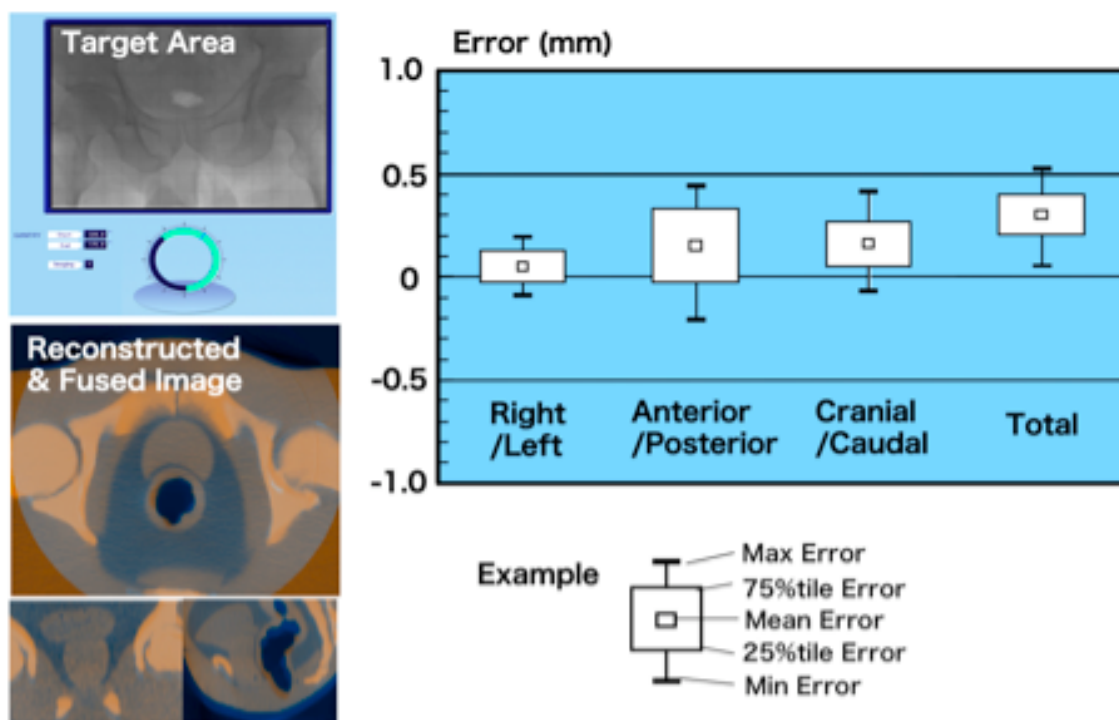 Target Area
Reconstructed
& Fused Image
Error (mm)
1.0
0.5
0
-0.5
-1.0
Right
/Left
Anterior
/Posterior
Cranial
/Caudal
Total
Example
Max Error
75%tile Error
Mean Error
25%tile Error
Min Error